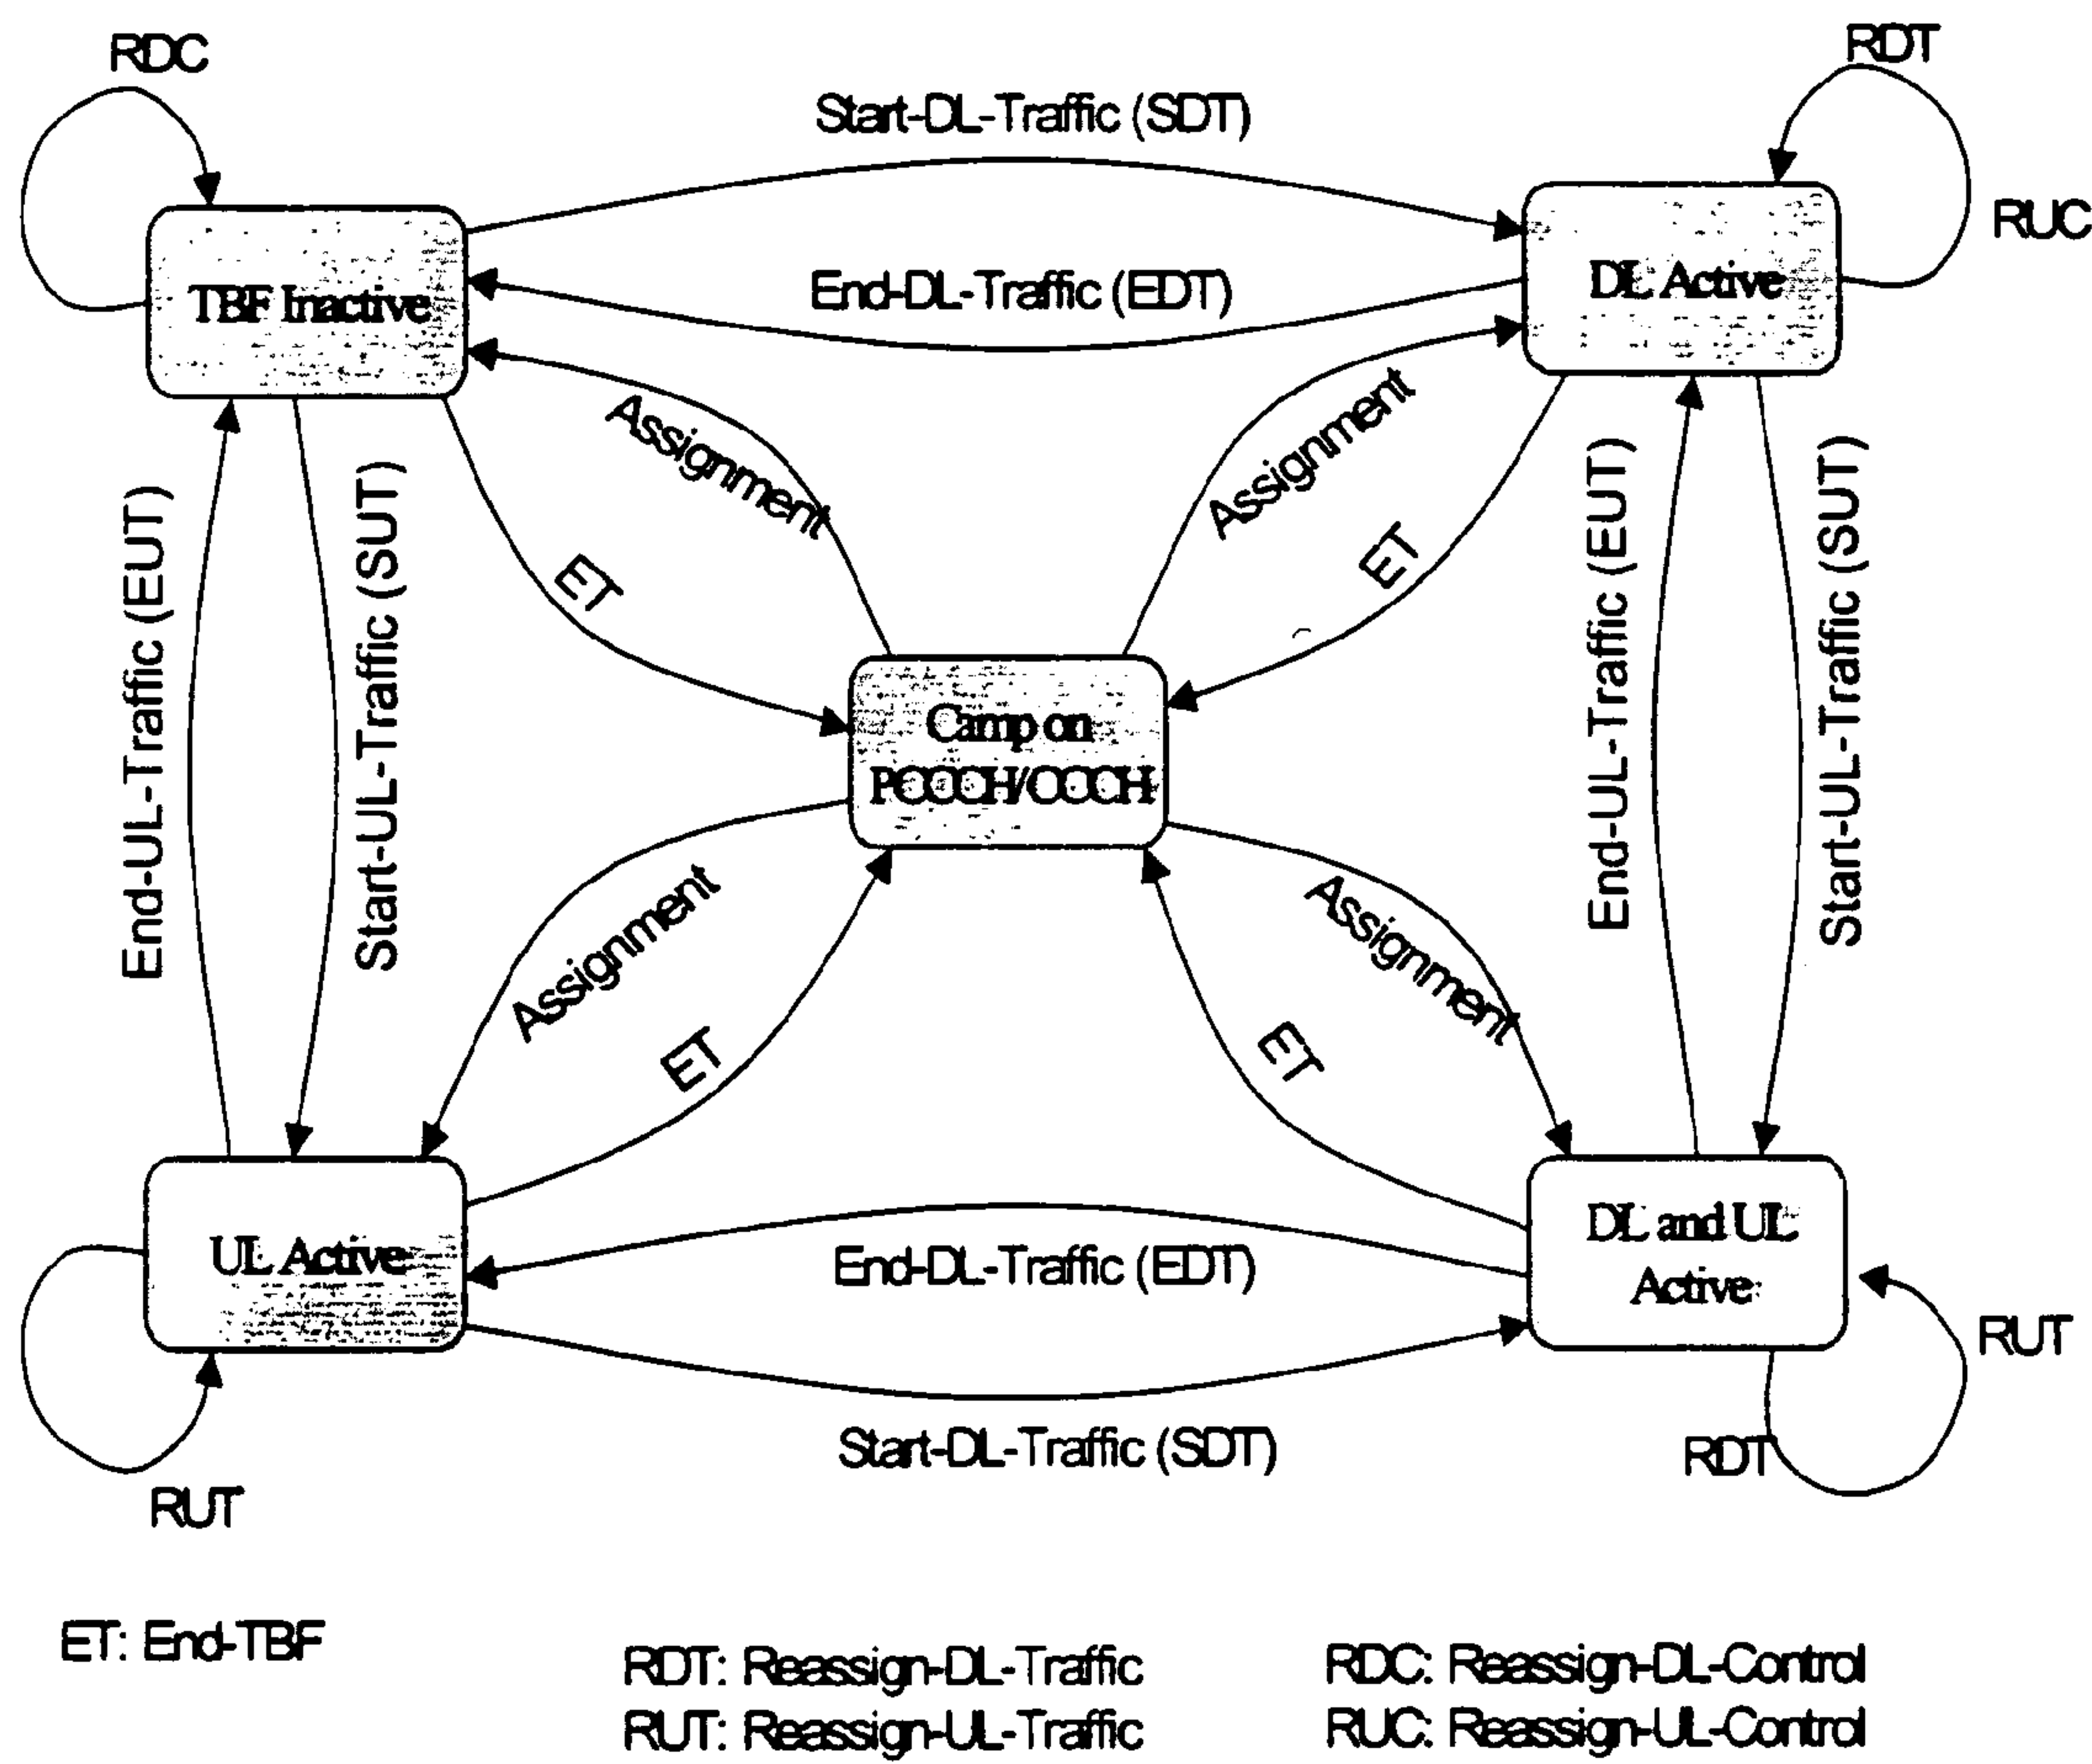 RDC
RDT
Start-DL-Traffic (SDT)
RUC
TBF Inactive
End-DL-Traffic (EDT)
DL Active
Assignment
Assignment
End-UL-Traffic (EUT)
Start-UL-Traffic (SUT)
ET
ET
End-UL-Traffic (EUT)
Start-UL-Traffic (SUT)
Camp on
PCCCH/CCCH
Assignment
Assignment
ET
ET
UL Active
End-DL-Traffic (EDT)
DL and UL
Active
RUT
Start-DL-Traffic (SDT)
RDT
RUT
ET: End-TBF
RDT: Reassign-DL-Traffic
RDC: Reassign-DL-Control
RUT: Reassign-UL-Traffic
RUC: Reassign-UL-Control